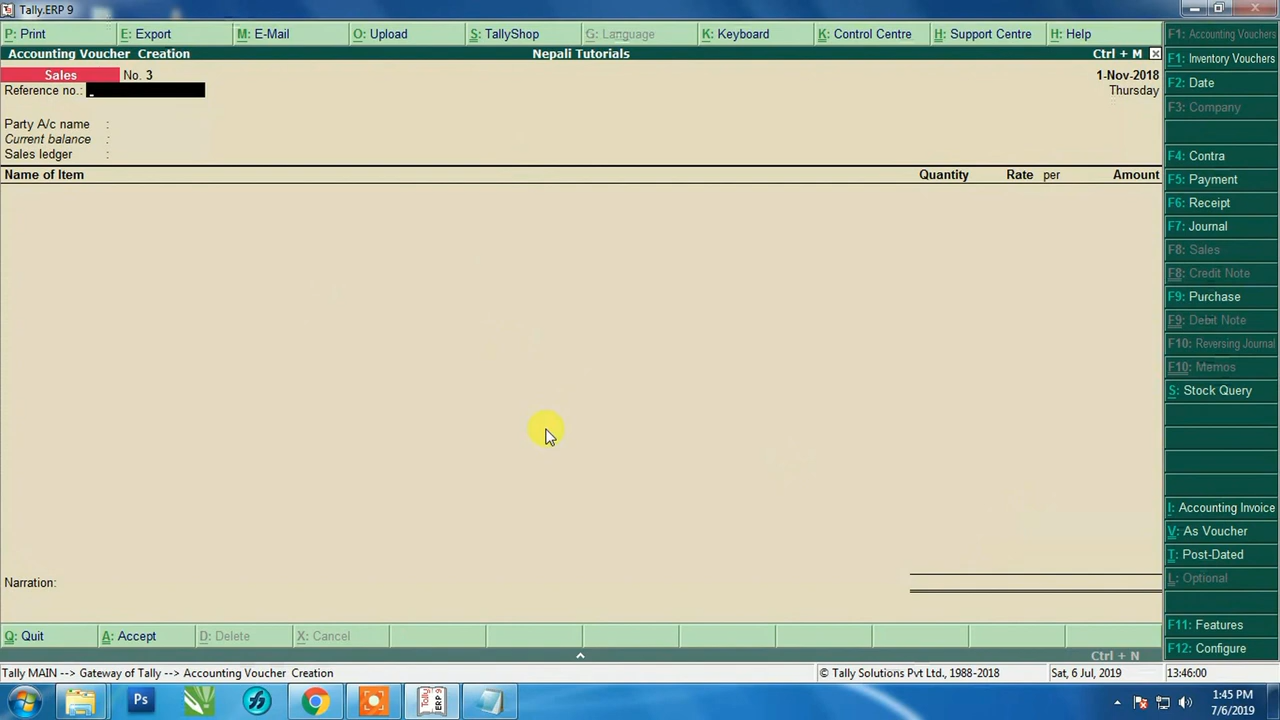 Tally.ERP 9
P: Print
E: Export
M: E-Mail
O: Upload
S: TallyShop
G: Language
K: Keyboard
K: Control Centre
H: Support Centre
H: Help
F1: Accounting Vouchers
Accounting Voucher Creation
Nepali Tutorials
Ctrl + M
F1: Inventory Vouchers
Sales
No. 3
1-Nov-2018
F2: Date
Reference no.:
Thursday
F3: Company
Party A/c name :
Current balance :
Sales ledger :
F4: Contra
Name of Item
Quantity
Rate
per
Amount
F5: Payment
F6: Receipt
F7: Journal
F8: Sales
F8: Credit Note
F9: Purchase
F9: Debit Note
F10: Reversing Journal
F10: Memos
S: Stock Query
I: Accounting Invoice
V: As Voucher
T: Post-Dated
L: Optional
Narration:
F11: Features
F12: Configure
Q: Quit
A: Accept
D: Delete
X: Cancel
Ctrl + N
Tally MAIN --> Gateway of Tally --> Accounting Voucher Creation
© Tally Solutions Pvt Ltd., 1988-2018
Sat, 6 Jul, 2019
13:46:00
Ps
Tally
ERP 9
1:45 PM
7/6/2019